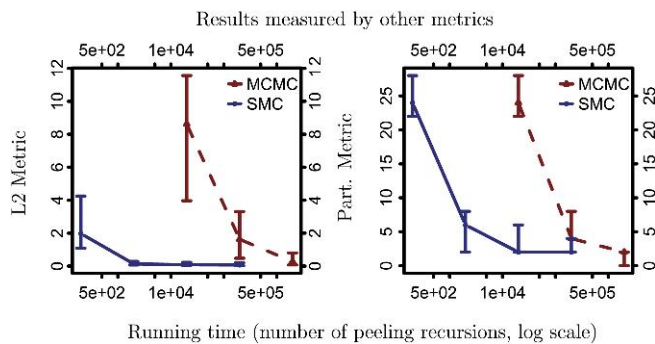 Results measured by other metrics
5e+02 1e+04 5e+05 5e+02 1e+04 5e+05
L2 Metric
12
10
8
6
4
2
0
MCMC
SMC
12
10
8
6
4
2
0
Part. Metric
25
20
15
10
5
0
MCMC
SMC
25
20
15
10
5
0
5e+02 1e+04 5e+05 5e+02 1e+04 5e+05
Running time (number of peeling recursions, log scale)